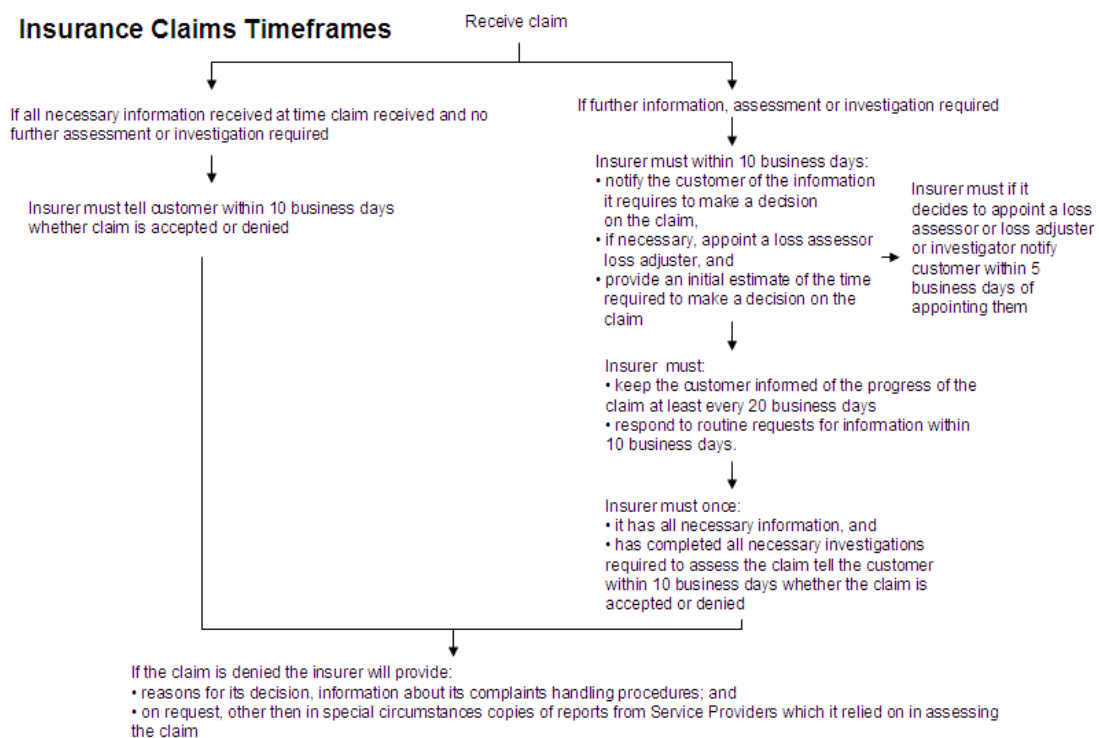 Insurance Claims Timeframes
Receive claim
If all necessary information received at time claim received and no
further assessment or investigation required
Insurer must tell customer within 10 business days
whether claim is accepted or denied
If further information, assessment or investigation required
Insurer must within 10 business days:
• notify the customer of the information
it requires to make a decision
on the claim,
• if necessary, appoint a loss assessor
loss adjuster, and
• provide an initial estimate of the time
required to make a decision on the
claim
Insurer must if it
decides to appoint a loss
assessor or loss adjuster
or investigator notify
customer within 5
business days of
appointing them
Insurer must:
• keep the customer informed of the progress of the
claim at least every 20 business days
• respond to routine requests for information within
10 business days.
Insurer must once:
• it has all necessary information, and
• has completed all necessary investigations
required to assess the claim tell the customer
within 10 business days whether the claim is
accepted or denied
If the claim is denied the insurer will provide:
• reasons for its decision, information about its complaints handling procedures; and
• on request, other then in special circumstances copies of reports from Service Providers which it relied on in assessing
the claim